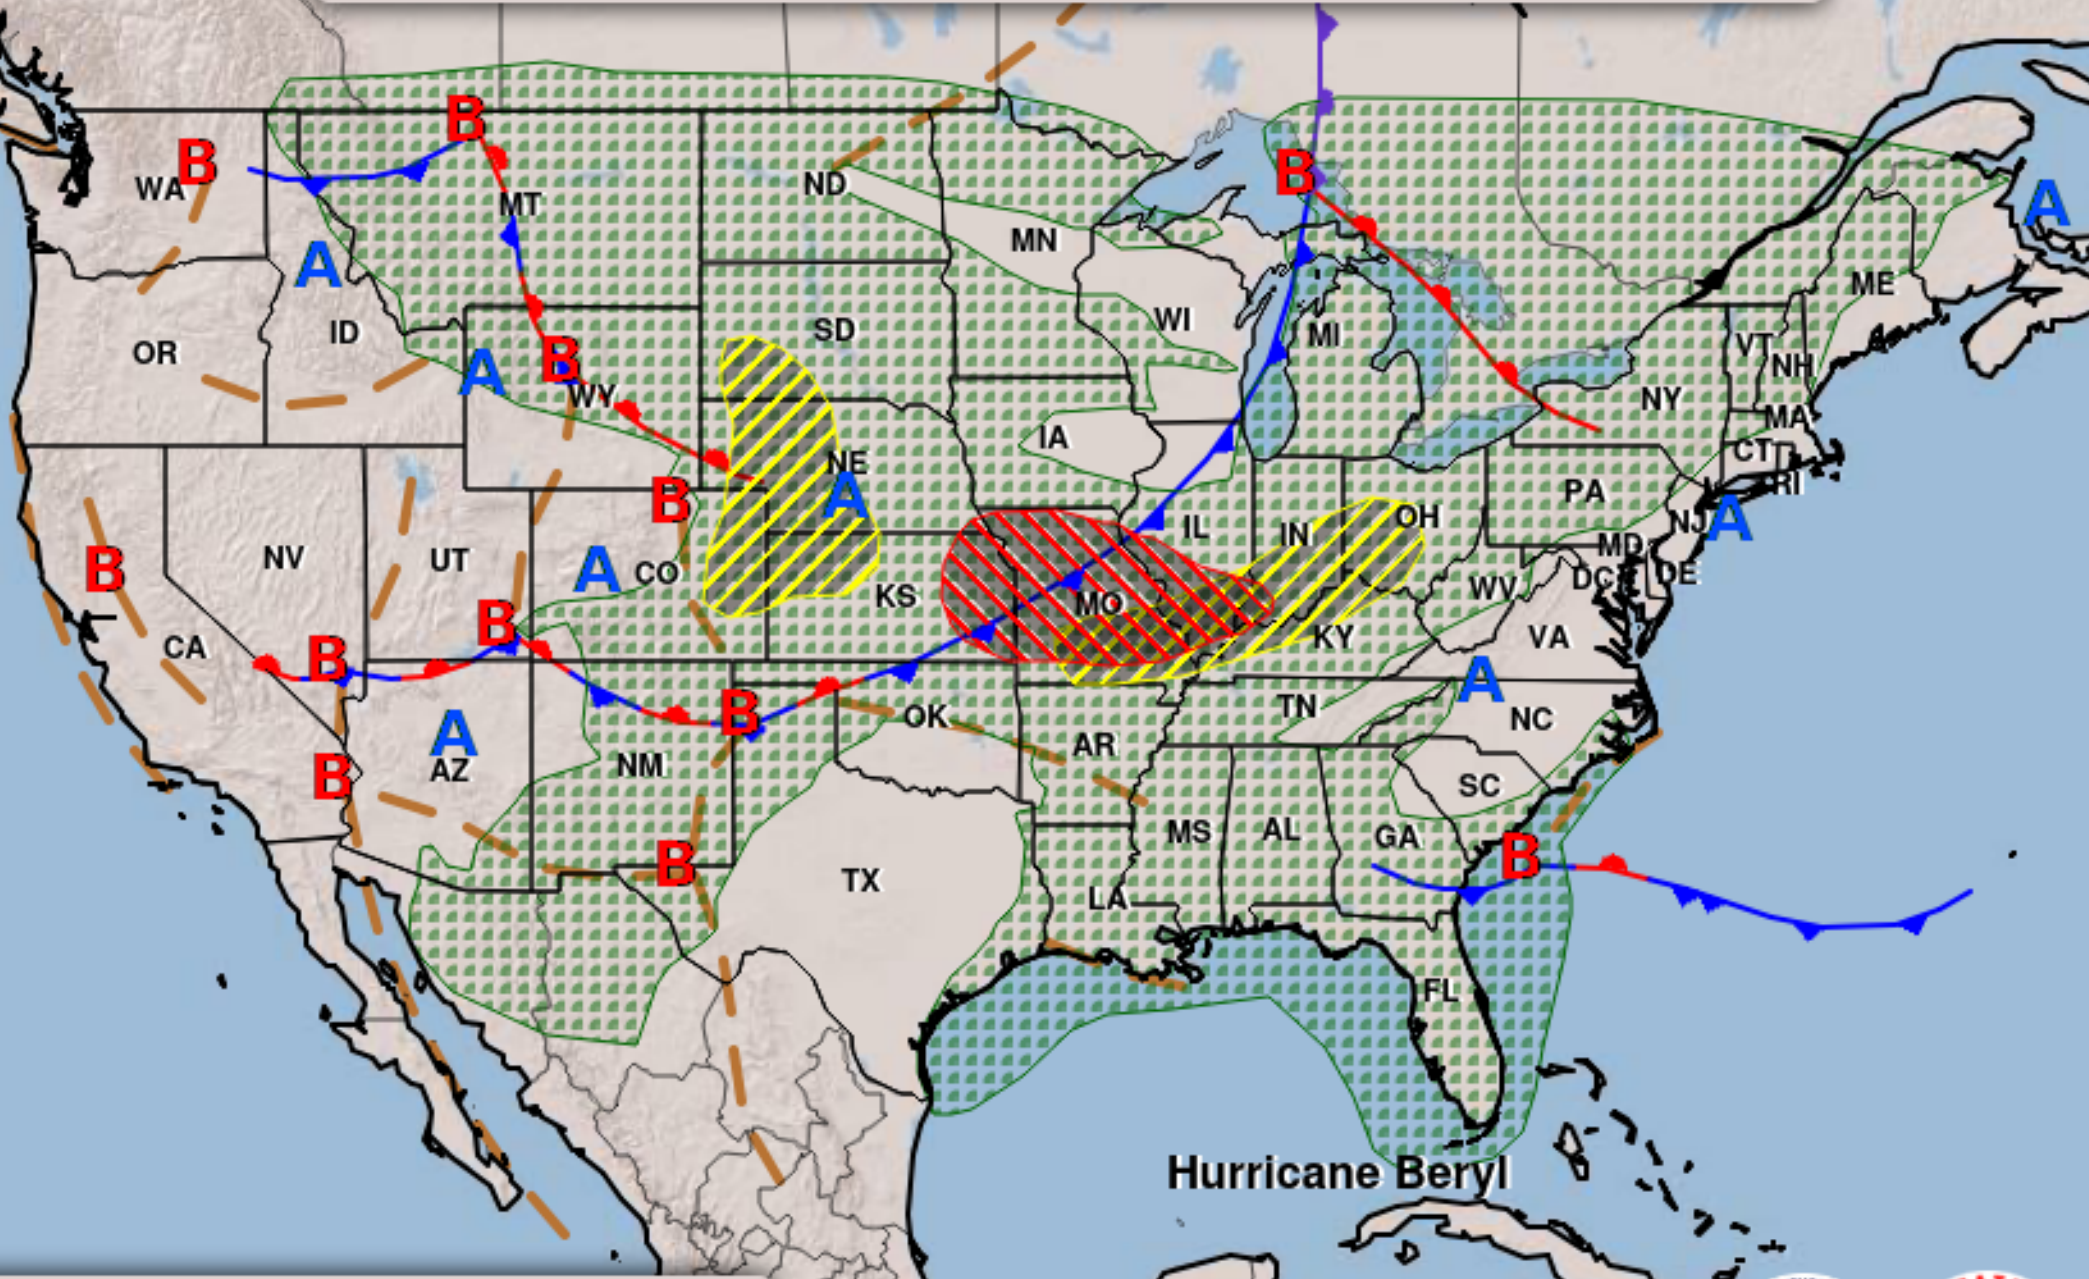 B
B
B
WA
ND
MT
A
A
MN
A
ME
WI
SD
MI
ID
OR
VT
B
NH
A
WY
NY
MA
IA
CT
NE
RI
PA
A
B
OH
NJ
A
IL
IN
MD
NV
UT
B
A
CO
DE
DC
WV
KS
MO
B
KY
VA
CA
B
A
TN
NC
OK
B
A
AR
NM
AZ
B
SC
MS
AL
GA
B
B
TX
LA
FL
Hurricane Beryl